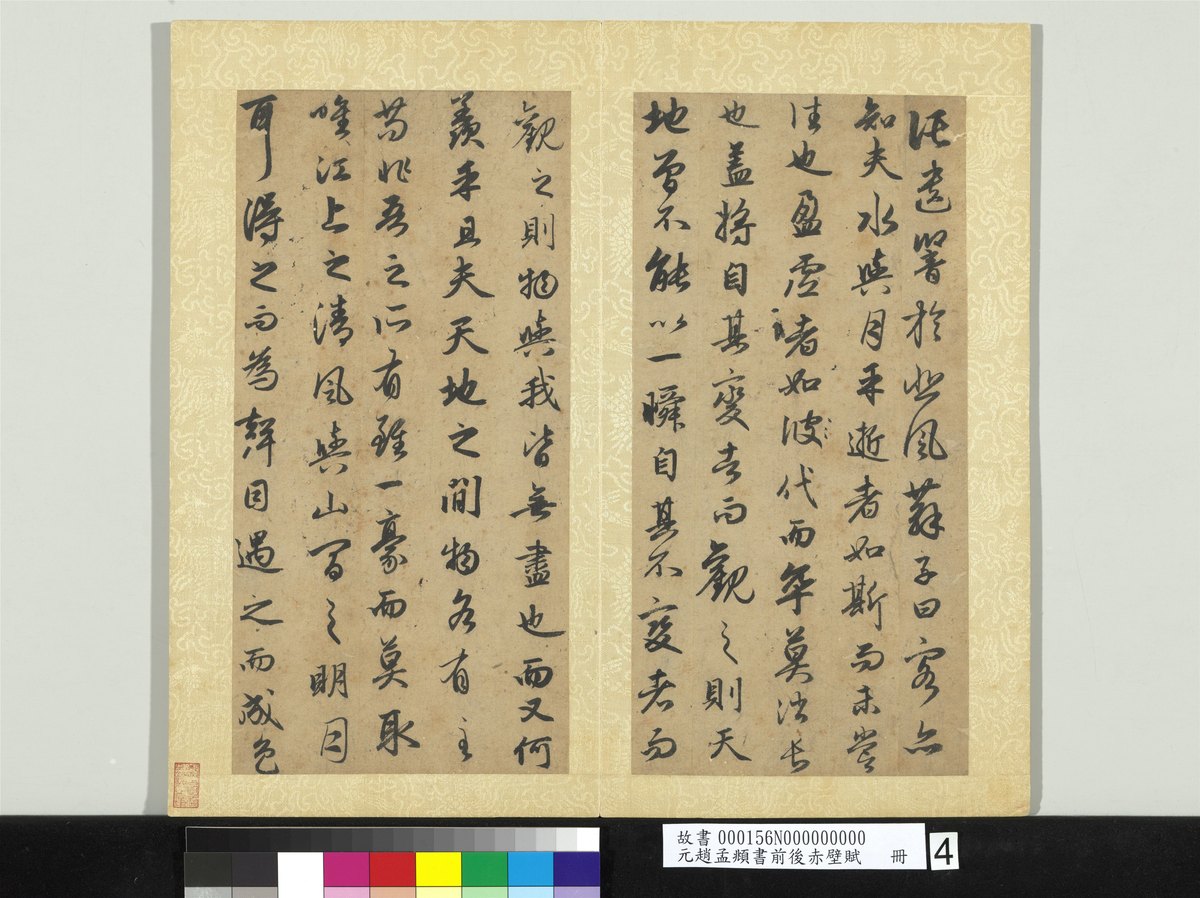 託遺響於悲風蘇子曰客亦
知夫水與月乎逝者如斯而未嘗
往也盈虛者如彼代而卒莫消長
也蓋將自其變者而觀之則天
地曾不能以一瞬自其不變者而
觀之則物與我皆無盡也而又何
羨乎且夫天地之間物各有主
苟非吾之所有雖一豪而莫取
唯江上之清風與山間之明月
耳得之而為聲目遇之而成色
故書 000156N000000000
元趙孟頫書前後赤壁賦 冊 4